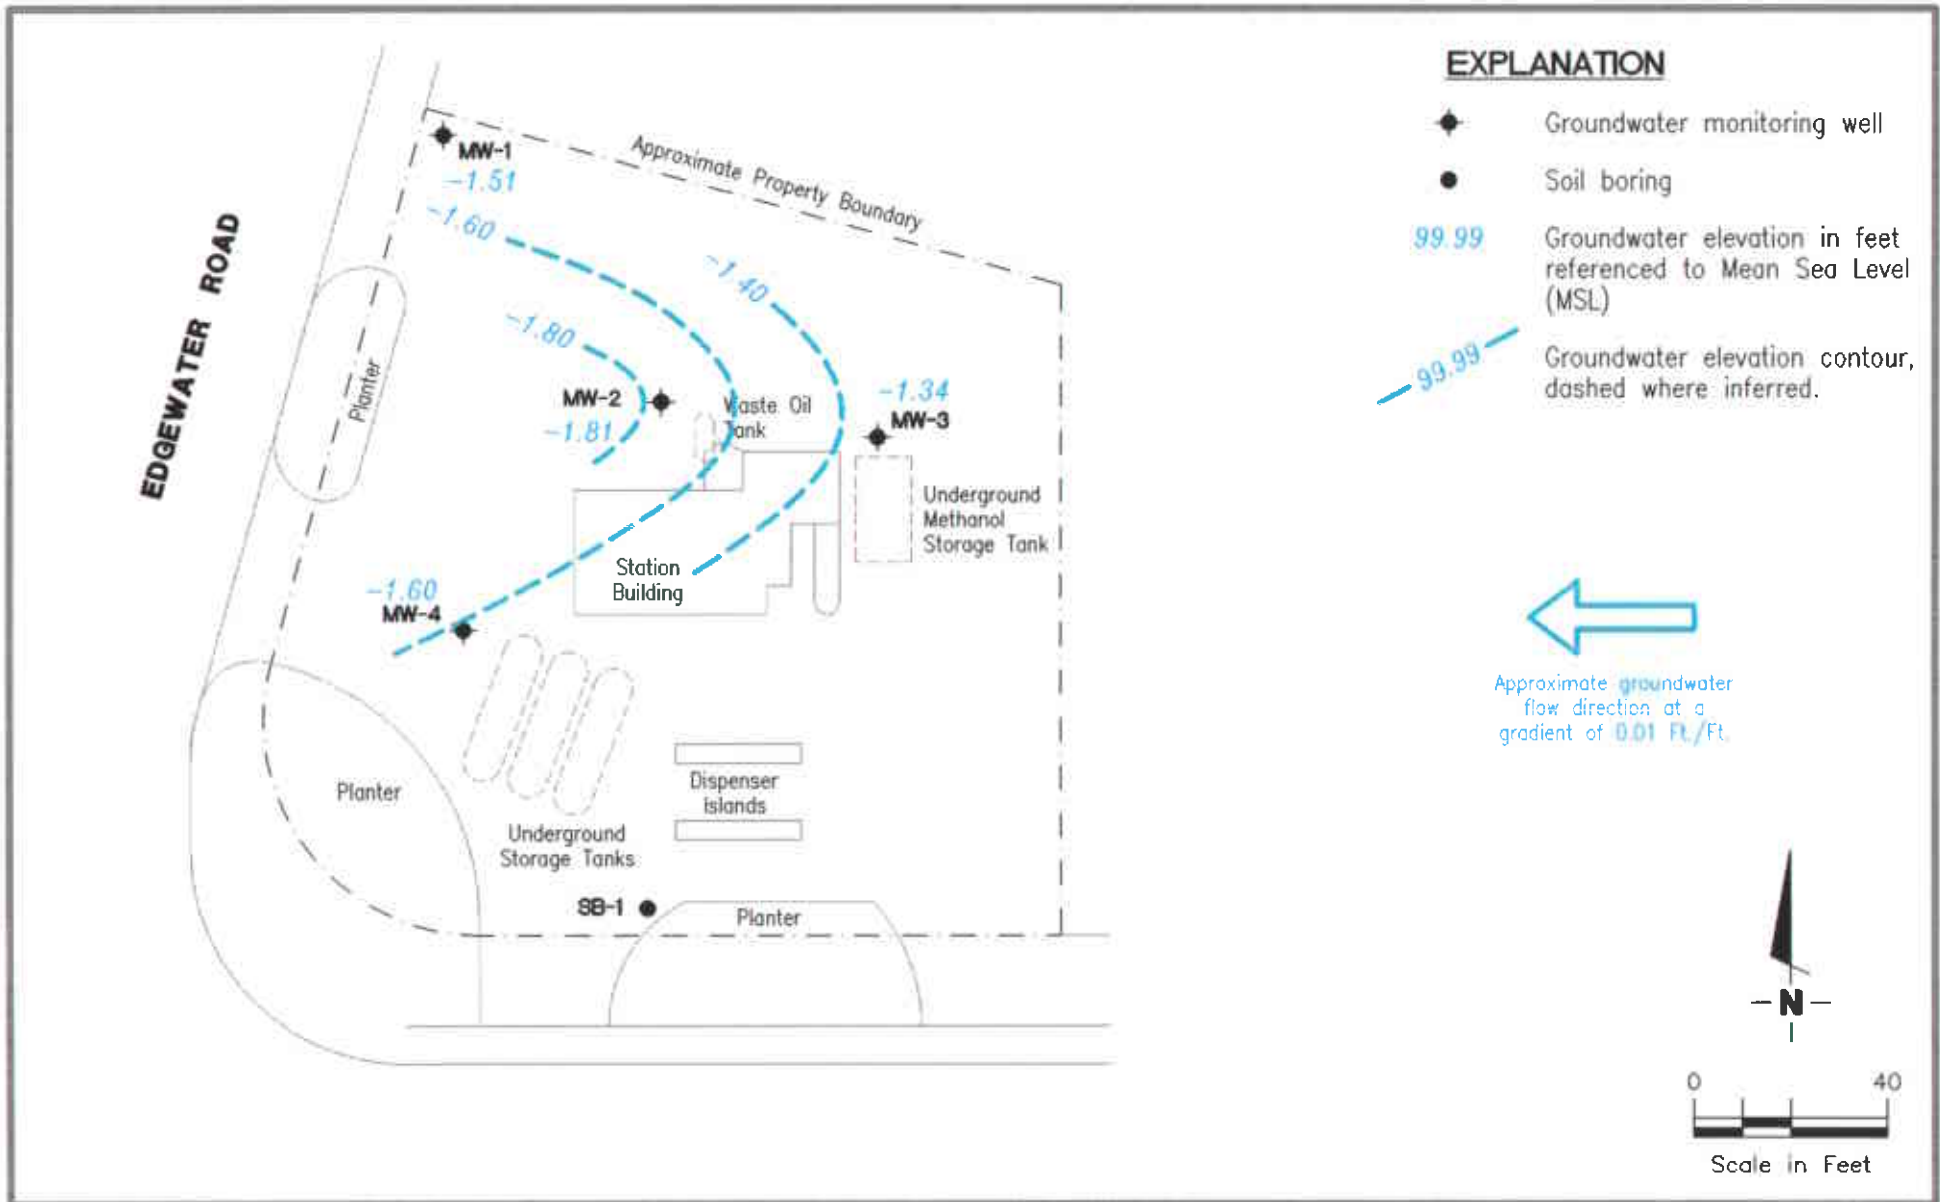 EXPLANATION
Groundwater monitoring well
Soil boring
99.99
Groundwater elevation in feet
referenced to Mean Sea Level
(MSL)
99.99
Groundwater elevation contour,
dashed where inferred.
MW-1
-1.51
-1.60
Approximate Property Boundary
-1.40
-1.80
EDGEWATER ROAD
Planter
MW-2
-1.81
Waste Oil
Tank
-1.34
MW-3
Underground
Methanol
Storage Tank
Station
Building
-1.60
MW-4
Approximate groundwater
flow direction at a
gradient of 0.01 Ft./Ft.
Planter
Dispenser
islands
Underground
Storage Tanks
SB-1
Planter
N
0 40
Scale in Feet